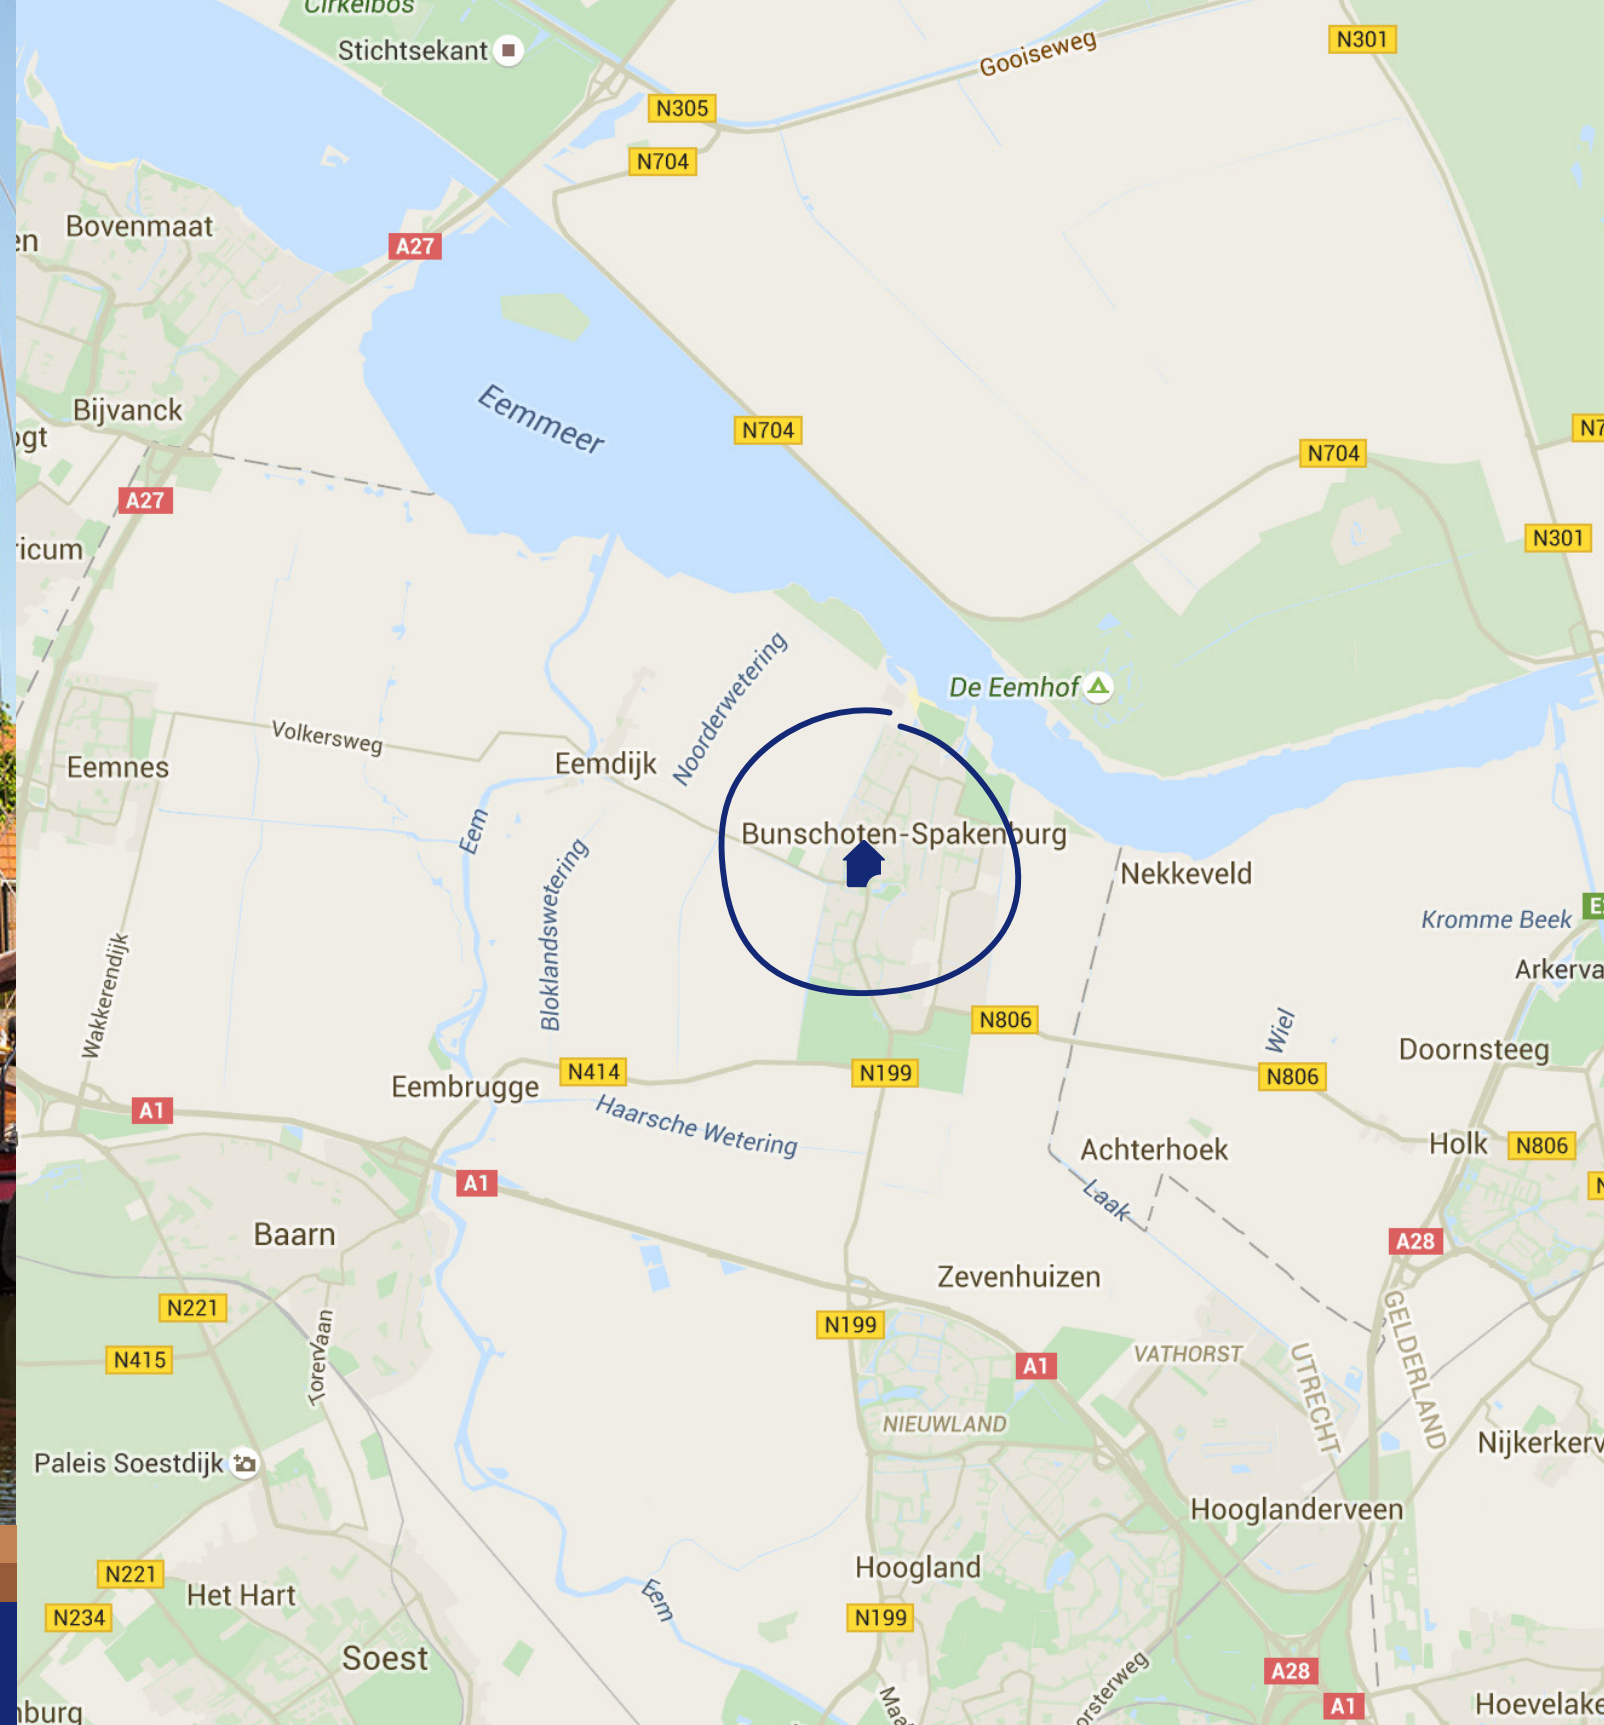 Cirkelbos
Stichtsekant
N301
Gooiseweg
N305
N704
Bovenmaat
A27
Eemmeer
Bijvanck
N704
N704
A27
N301
Noorderwetering
De Eemhof
Volkersweg
Eemnes
Eemdijk
Eem
Bunschoten-Spakenburg
Nekkeveld
Bloklandswetering
Kromme Beek
Wakkerendijk
N806
Wiel
Doornsteeg
N414
N199
N806
Eembrugge
A1
Haarsche Wetering
Achterhoek
Holk
N806
A1
Laak
Baarn
A28
Zevenhuizen
N221
N199
GELDERLAND
Torenlaan
N415
A1
VATHORST
UTRECHT
NIEUWLAND
Paleis Soestdijk
Hooglanderveen
N221
Hoogland
Het Hart
Eem
N234
N199
Soest
A28
A1